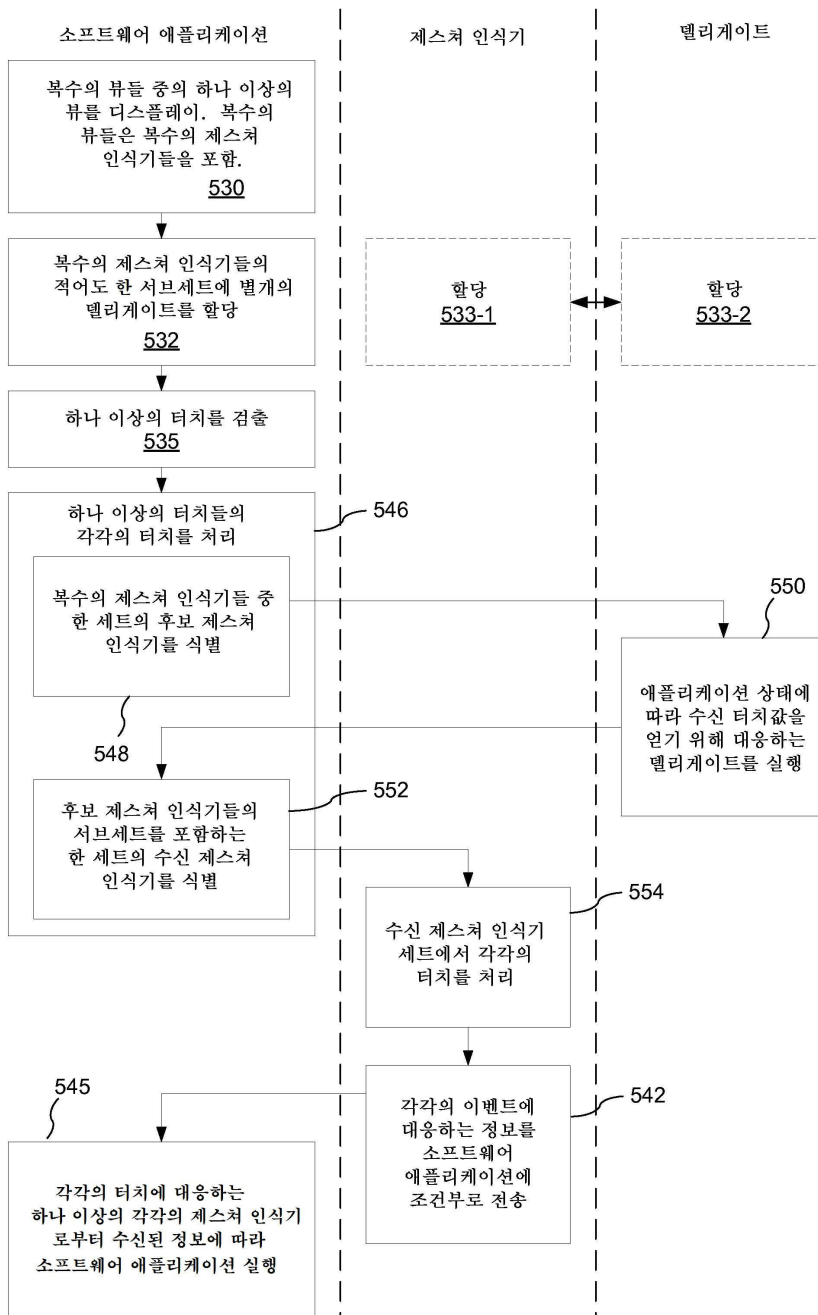 소프트웨어 애플리케이션
제스쳐 인식기
델리게이트
복수의 뷰들 중의 하나 이상의
뷰를 디스플레이. 복수의
뷰들은 복수의 제스쳐
인식기들을 포함.
530
복수의 제스쳐 인식기들의
적어도 한 서브세트에 별개의
델리게이트를 할당
532
할당
533-1
할당
533-2
하나 이상의 터치를 검출
535
하나 이상의 터치들의
각각의 터치를 처리
546
복수의 제스쳐 인식기들 중
한 세트의 후보 제스쳐
인식기를 식별
548
550
애플리케이션 상태에
따라 수신 터치값을
얻기 위해 대응하는
델리게이트를 실행
552
후보 제스쳐 인식기들의
서브세트를 포함하는
한 세트의 수신 제스쳐
인식기를 식별
554
수신 제스쳐 인식기
세트에서 각각의
터치를 처리
542
각각의 이벤트에
대응하는 정보를
소프트웨어
애플리케이션에
조건부로 전송
545
각각의 터치에 대응하는
하나 이상의 각각의 제스쳐 인식기
로부터 수신된 정보에 따라
소프트웨어 애플리케이션 실행